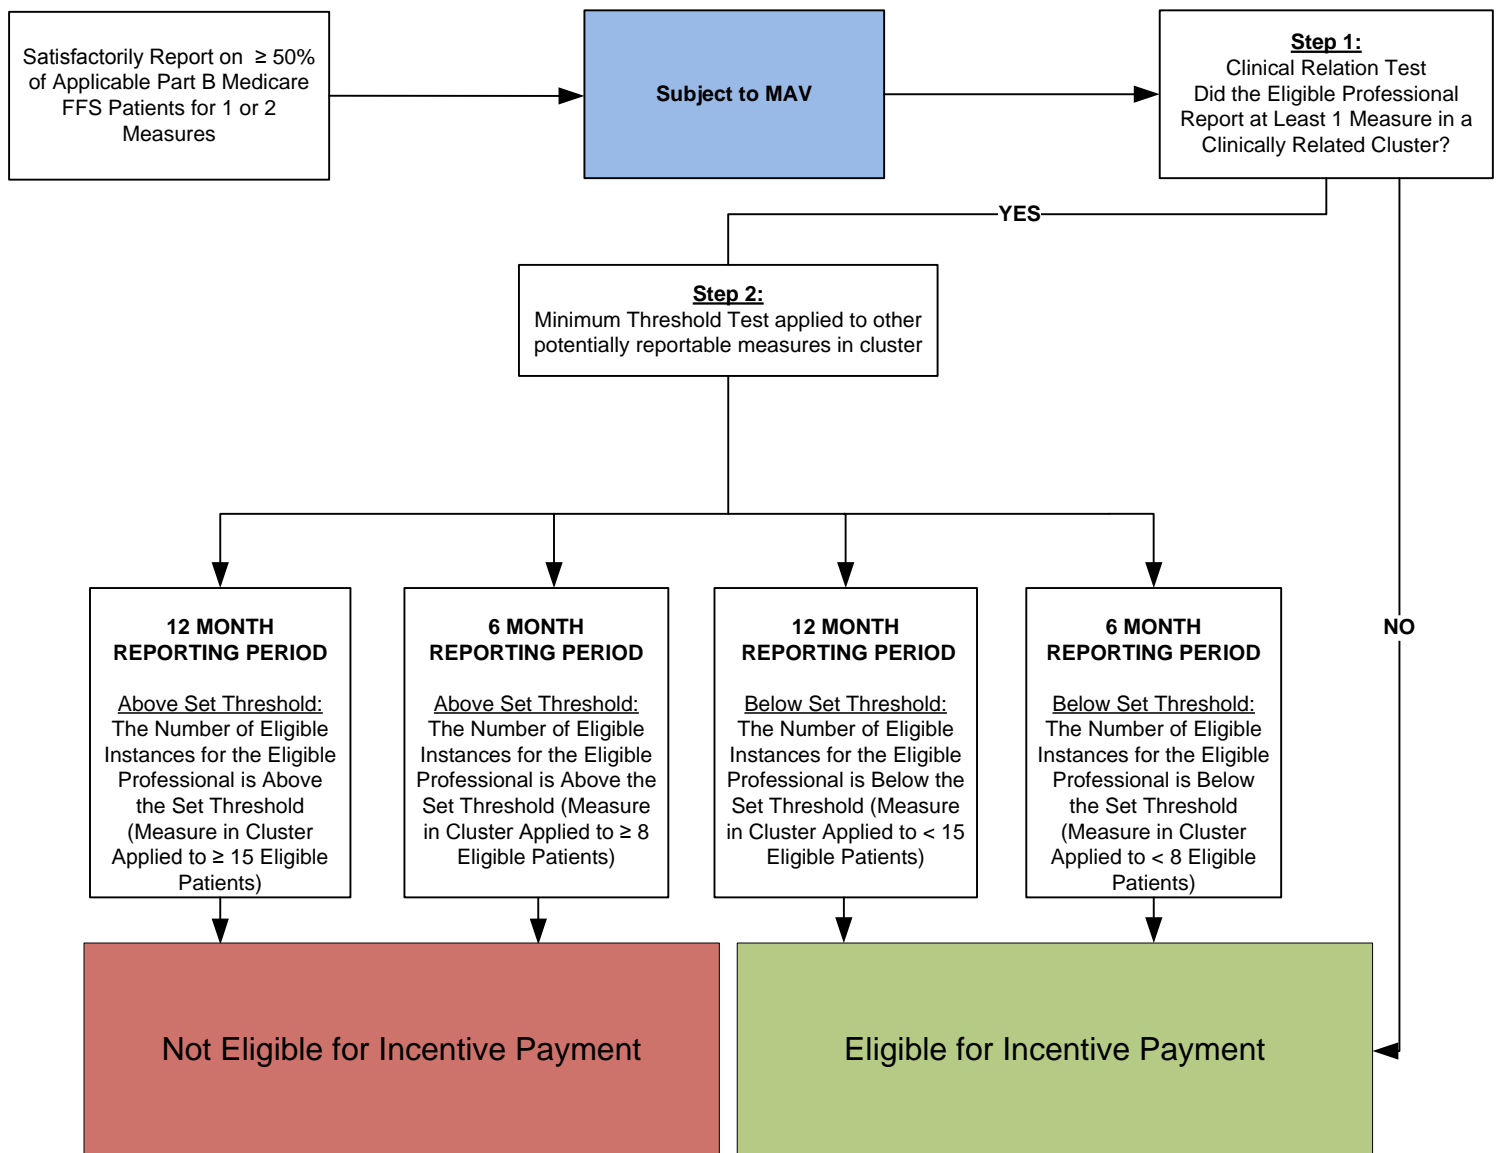 Satisfactorily Report on ≥ 50%
of Applicable Part B Medicare
FFS Patients for 1 or 2
Measures
Subject to MAV
Step 1:
Clinical Relation Test
Did the Eligible Professional
Report at Least 1 Measure in a
Clinically Related Cluster?
YES
Step 2:
Minimum Threshold Test applied to other
potentially reportable measures in cluster
12 MONTH
REPORTING PERIOD
Above Set Threshold:
The Number of Eligible
Instances for the Eligible
Professional is Above
the Set Threshold
(Measure in Cluster
Applied to ≥ 15 Eligible
Patients)
6 MONTH
REPORTING PERIOD
Above Set Threshold:
The Number of Eligible
Instances for the Eligible
Professional is Above the
Set Threshold (Measure
in Cluster Applied to ≥ 8
Eligible Patients)
12 MONTH
REPORTING PERIOD
Below Set Threshold:
The Number of Eligible
Instances for the Eligible
Professional is Below the
Set Threshold (Measure
in Cluster Applied to < 15
Eligible Patients)
6 MONTH
REPORTING PERIOD
Below Set Threshold:
The Number of Eligible
Instances for the Eligible
Professional is Below
the Set Threshold
(Measure in Cluster
Applied to < 8 Eligible
Patients)
NO
Not Eligible for Incentive Payment
Eligible for Incentive Payment